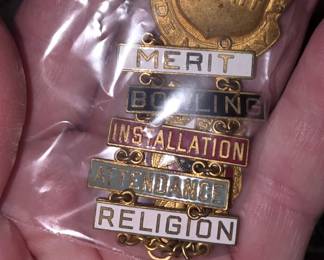 MERIT
BOWLING
INSTALLATION
ATTENDANCE
RELIGION